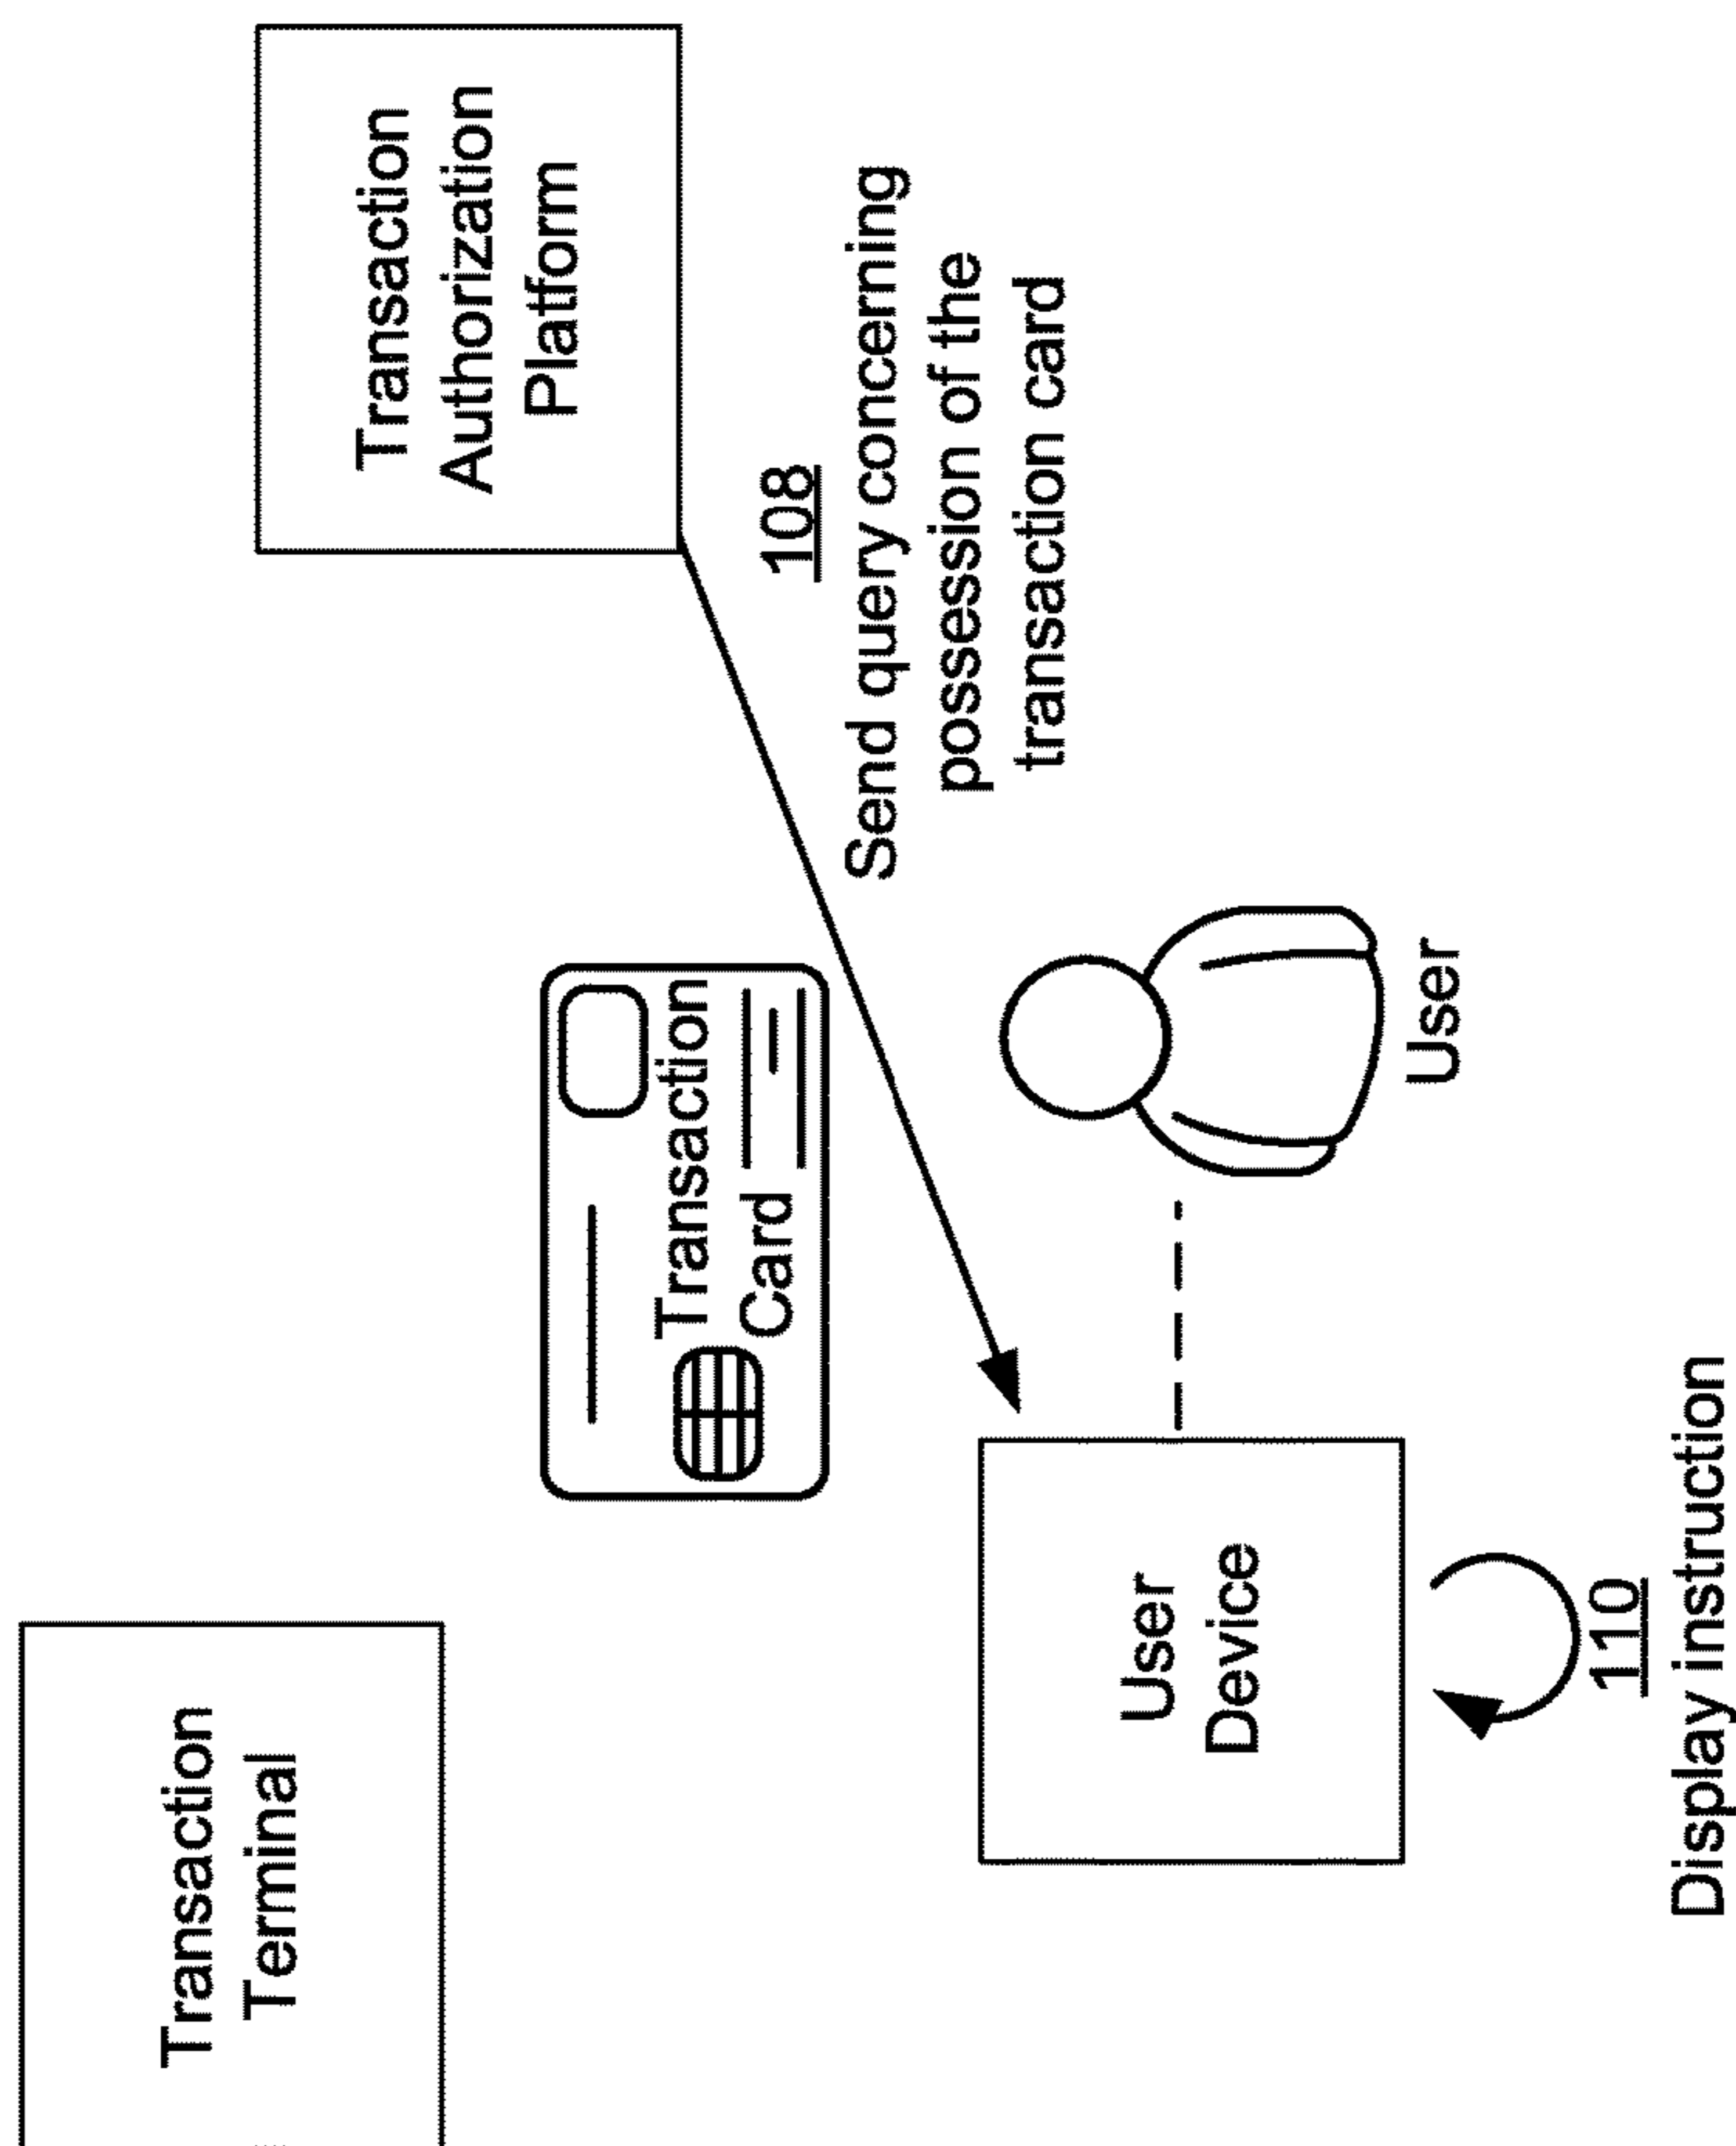 Transaction
Terminal
Transaction
Authorization
Platform
Transaction
Card
108
Send query concerning
possession of the
transaction card
User
Device
User
110
Display instruction